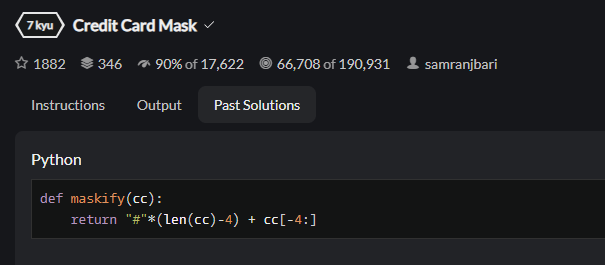 7 kyu Credit Card Mask
1882 346 90% of 17,622 66,708 of 190,931 samranjbari
Instructions Output Past Solutions
Python
def maskify(cc):
    return "#"*(len(cc)-4) + cc[-4:]